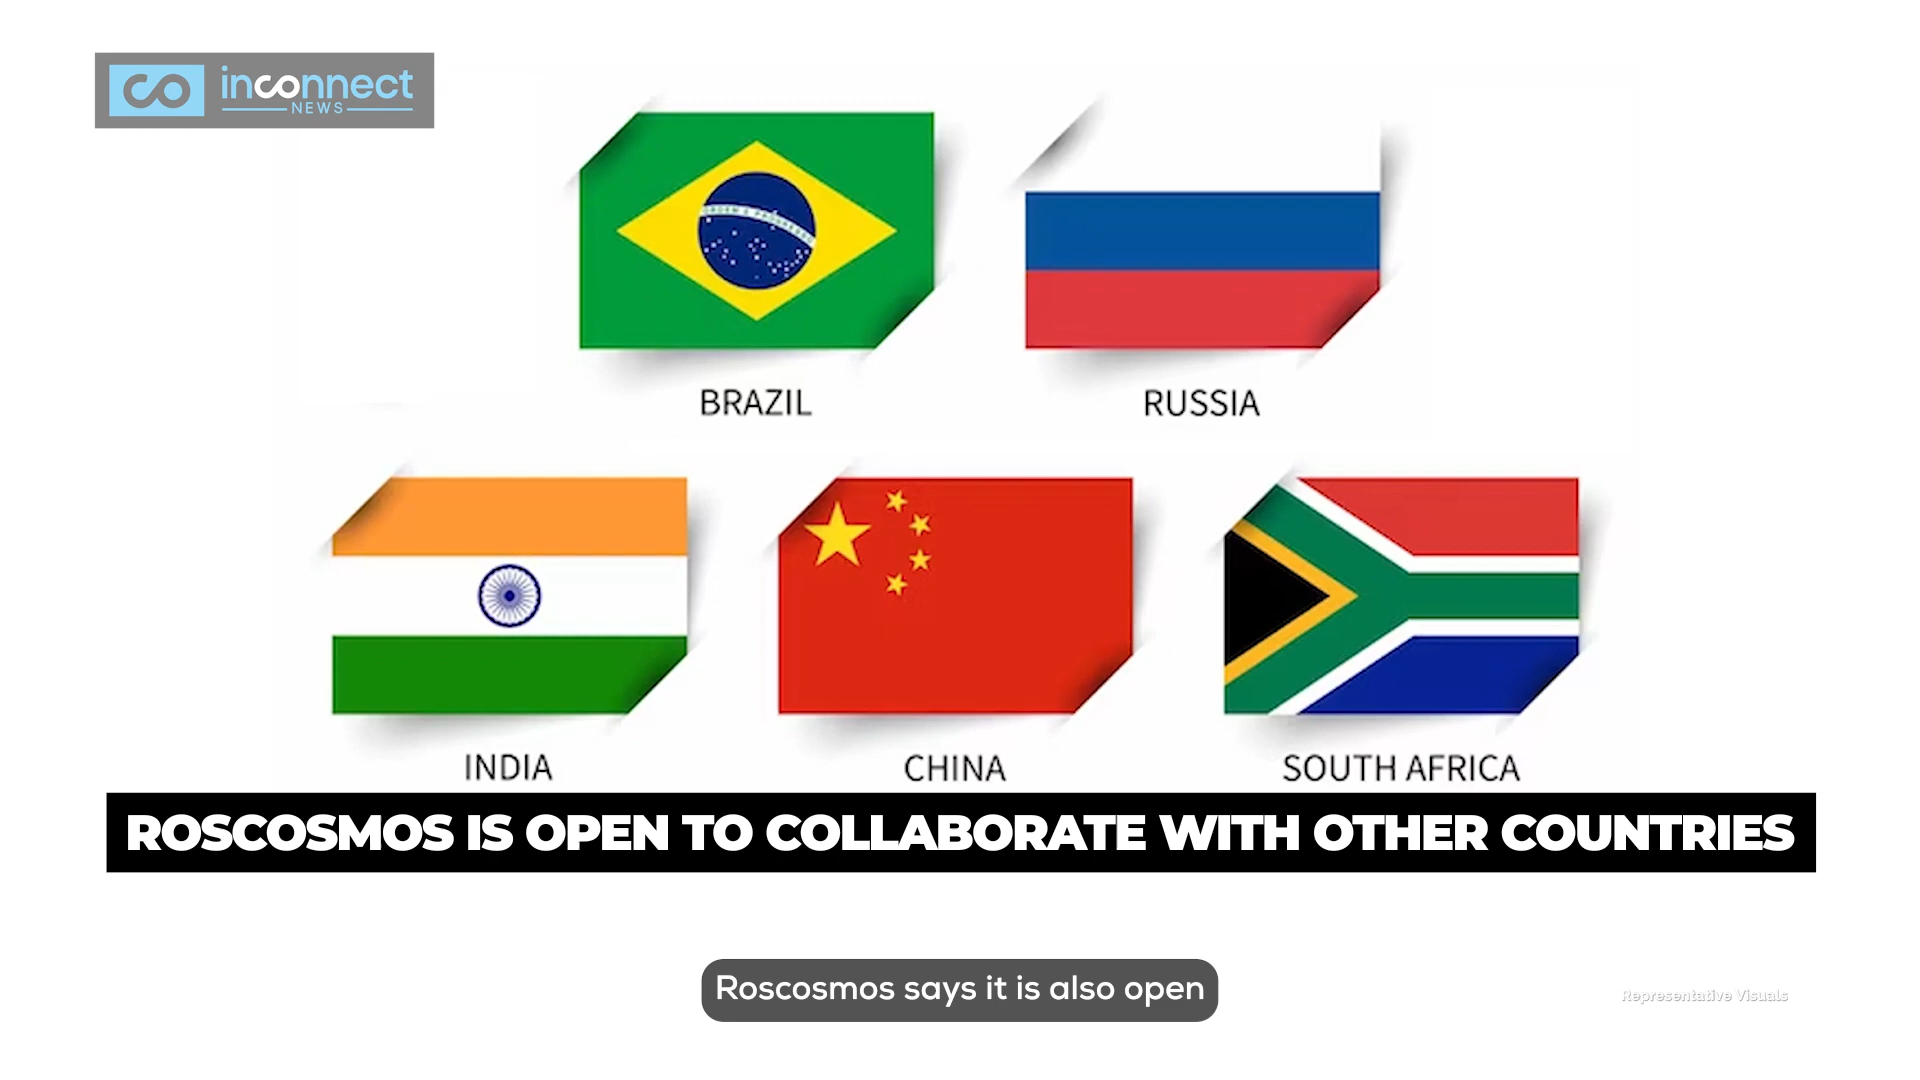 inconnect
NEWS
BRAZIL
RUSSIA
INDIA
CHINA
SOUTH AFRICA
ROSCOSMOS IS OPEN TO COLLABORATE WITH OTHER COUNTRIES
Roscosmos says it is also open
Representative Visuals